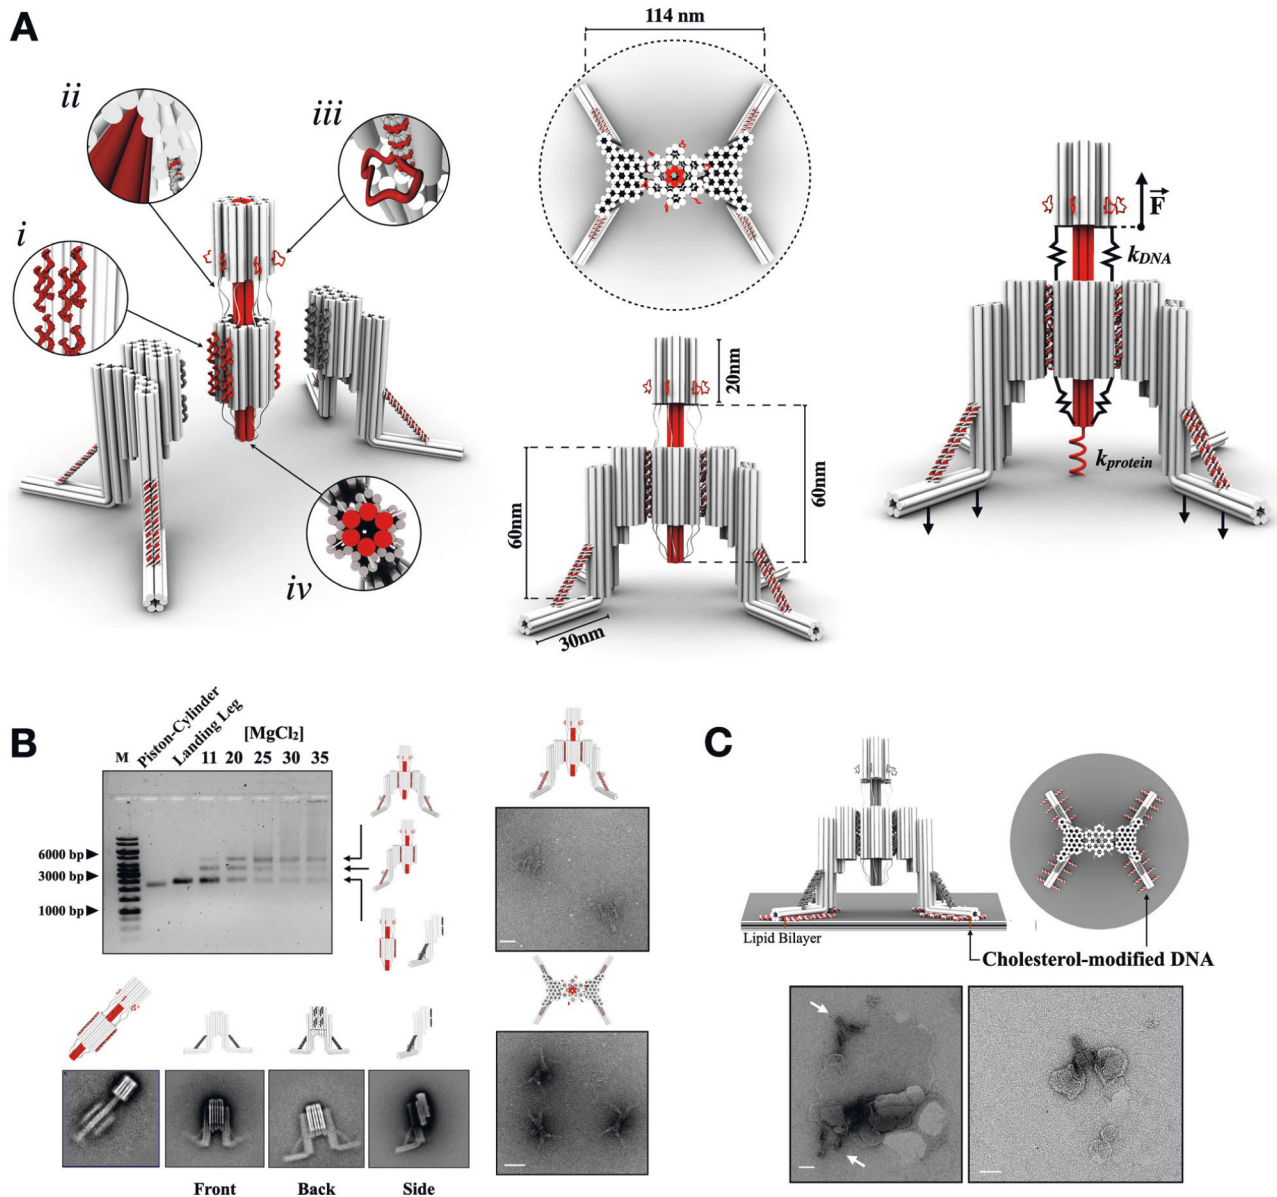 A
ii
iii
i
iv
114 nm
20nm
60nm
60nm
30nm
F
kDNA
kprotein
B
M
Piston-Cylinder
Landing Leg
[MgCl₂]
11 20 25 30 35
6000 bp
3000 bp
1000 bp
Front Back Side
C
Lipid Bilayer
Cholesterol-modified DNA